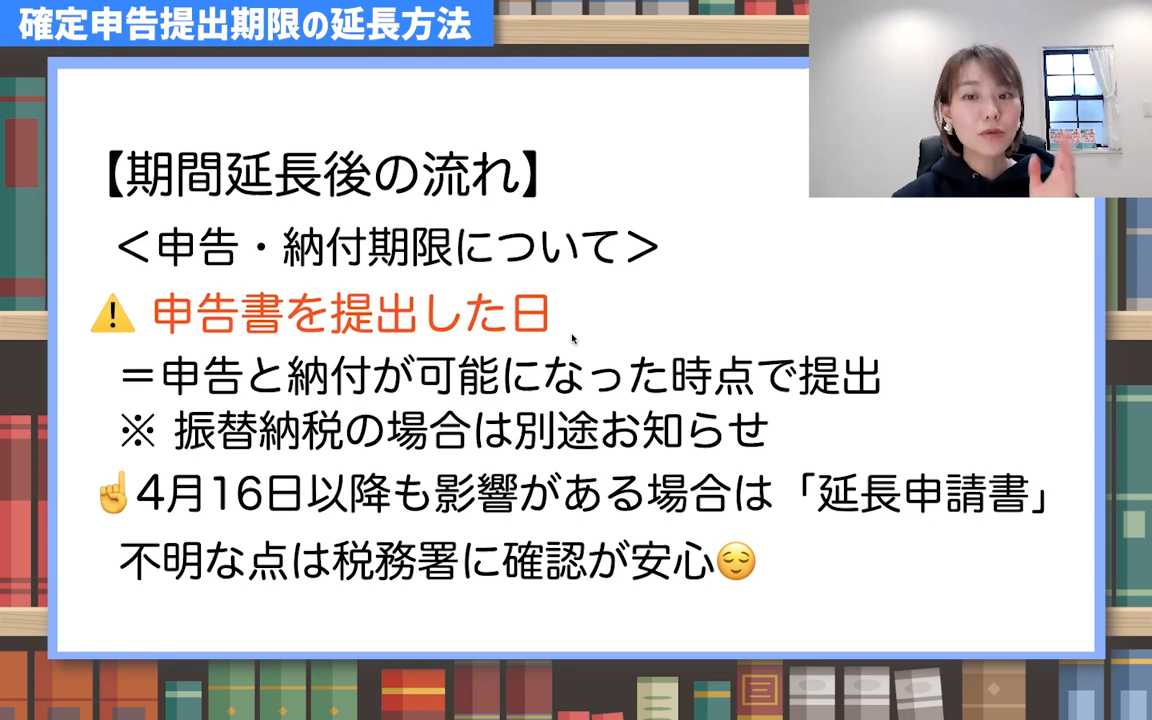 確定申告提出期限の延長方法
【期間延長後の流れ】
＜申告・納付期限について＞
⚠️ 申告書を提出した日
＝申告と納付が可能になった時点で提出
※ 振替納税の場合は別途お知らせ
☝️4月16日以降も影響がある場合は「延長申請書」
不明な点は税務署に確認が安心😌